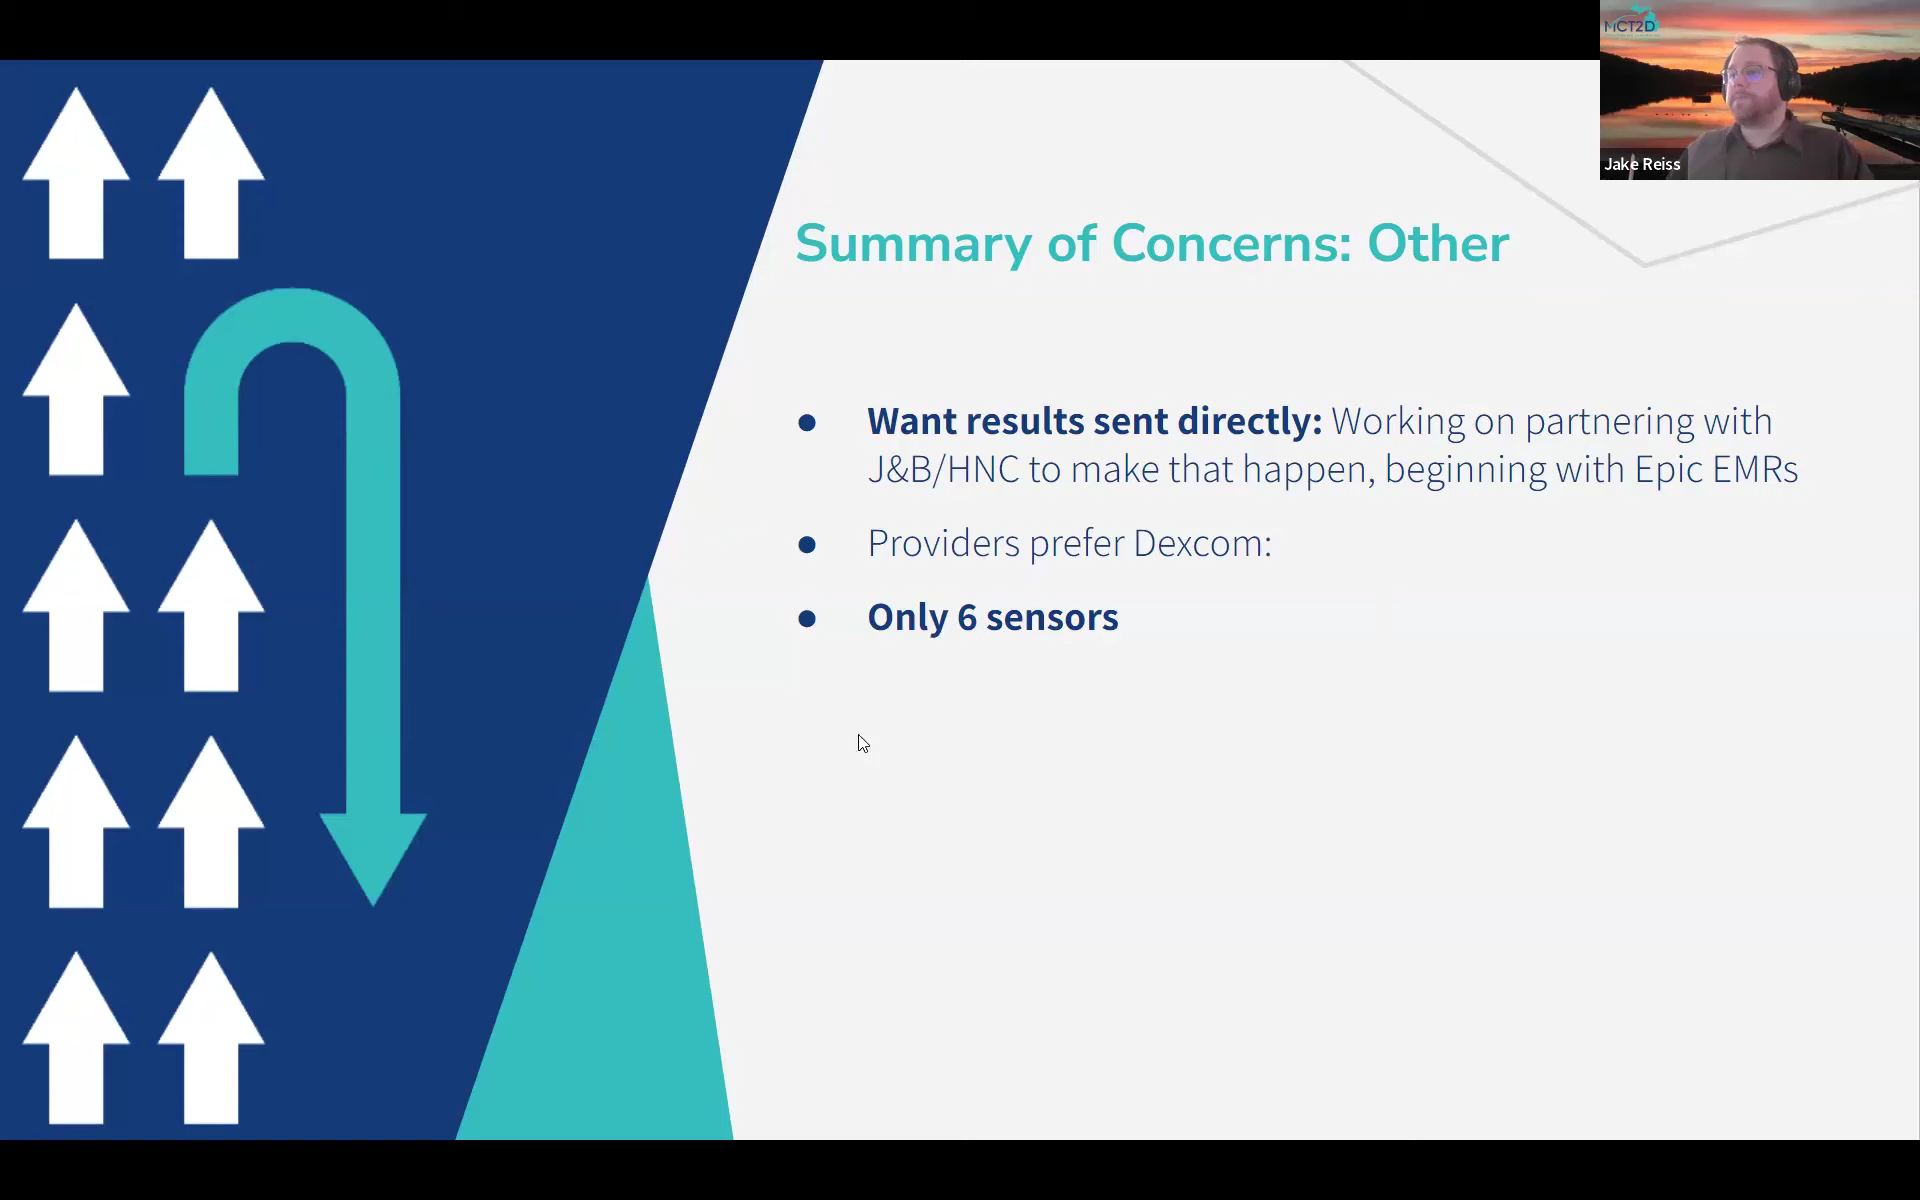 MCT2D
Jake Reiss
Summary of Concerns: Other
● Want results sent directly: Working on partnering with
J&B/HNC to make that happen, beginning with Epic EMRs
● Providers prefer Dexcom:
● Only 6 sensors